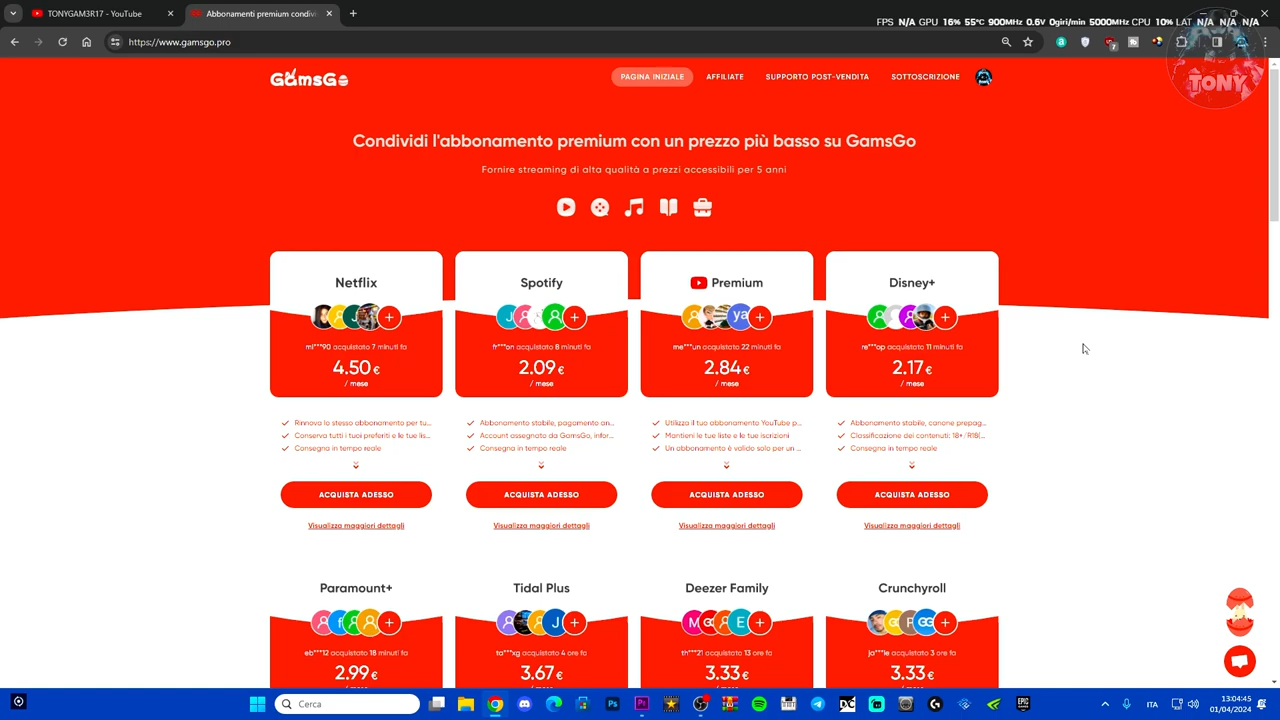 TONYGAM3R17 - YouTube
Abbonamenti premium condivi
FPS N/A GPU 16% 55°C 900MHz 0.6V 0giri/min 5000MHz CPU 10% LAT N/A N/A N/A
https://www.gamsgo.pro
GamsGo
PAGINA INIZIALE
AFFILIATE
SUPPORTO POST-VENDITA
SOTTOSCRIZIONE
TONY
Condividi l'abbonamento premium con un prezzo più basso su GamsGo
Fornire streaming di alta qualità a prezzi accessibili per 5 anni
Netflix
Spotify
Premium
Disney+
mi***90 acquistato 7 minuti fa
fr***on acquistato 8 minuti fa
me***un acquistato 22 minuti fa
re***op acquistato 11 minuti fa
4.50 €
2.09 €
2.84 €
2.17 €
/ mese
/ mese
/ mese
/ mese
Rinnova lo stesso abbonamento per tu...
Abbonamento stabile, pagamento an...
Utilizza il tuo abbonamento YouTube p...
Abbonamento stabile, canone prepag...
Conserva tutti i tuoi preferiti e le tue lis...
Account assegnato da GamsGo, infor...
Mantieni le tue liste e le tue iscrizioni
Classificazione dei contenuti: 18+/R18(...
Consegna in tempo reale
Consegna in tempo reale
Un abbonamento è valido solo per un ...
Consegna in tempo reale
ACQUISTA ADESSO
ACQUISTA ADESSO
ACQUISTA ADESSO
ACQUISTA ADESSO
Visualizza maggiori dettagli
Visualizza maggiori dettagli
Visualizza maggiori dettagli
Visualizza maggiori dettagli
Paramount+
Tidal Plus
Deezer Family
Crunchyroll
eb***12 acquistato 18 minuti fa
ta***xg acquistato 4 ore fa
th***21 acquistato 13 ore fa
ja***le acquistato 3 ore fa
2.99 €
3.67 €
3.33 €
3.33 €
Cerca
ITA
13:04:45
01/04/2024